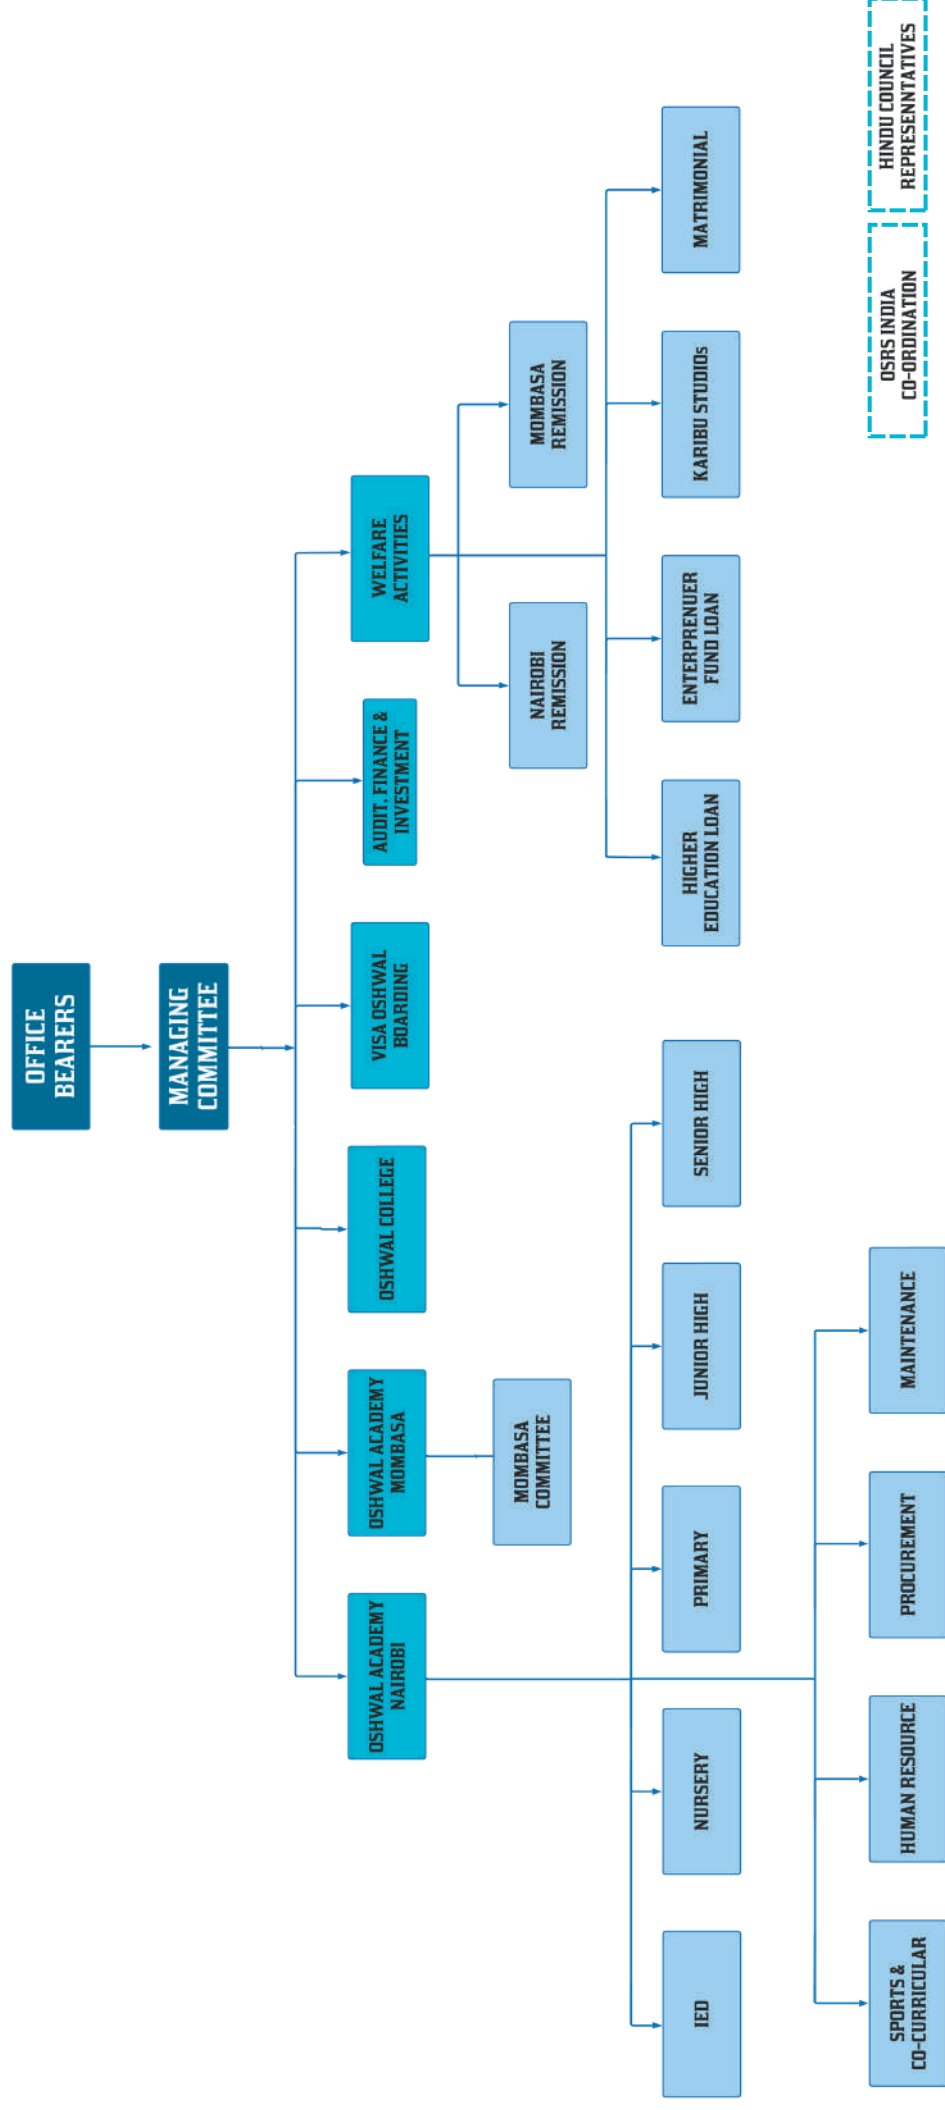 OFFICE
BEARERS
MANAGING
COMMITTEE
OSHWAL ACADEMY
NAIROBI
OSHWAL ACADEMY
MOMBASA
OSHWAL COLLEGE
VISA OSHWAL
BOARDING
AUDIT, FINANCE &
INVESTMENT
WELFARE
ACTIVITIES
MOMBASA
COMMITTEE
NAIROBI
REMISSION
MOMBASA
REMISSION
IED
NURSERY
PRIMARY
JUNIOR HIGH
SENIOR HIGH
HIGHER
EDUCATION LOAN
ENTERPRENUER
FUND LOAN
KARIBU STUDIOs
MATRIMONIAL
SPORTS &
CO-CURRICULAR
HUMAN RESOURCE
PROCUREMENT
MAINTENANCE
OSRS INDIA
CO-ORDINATION
HINDU COUNCIL
REPRESENNTATIVES